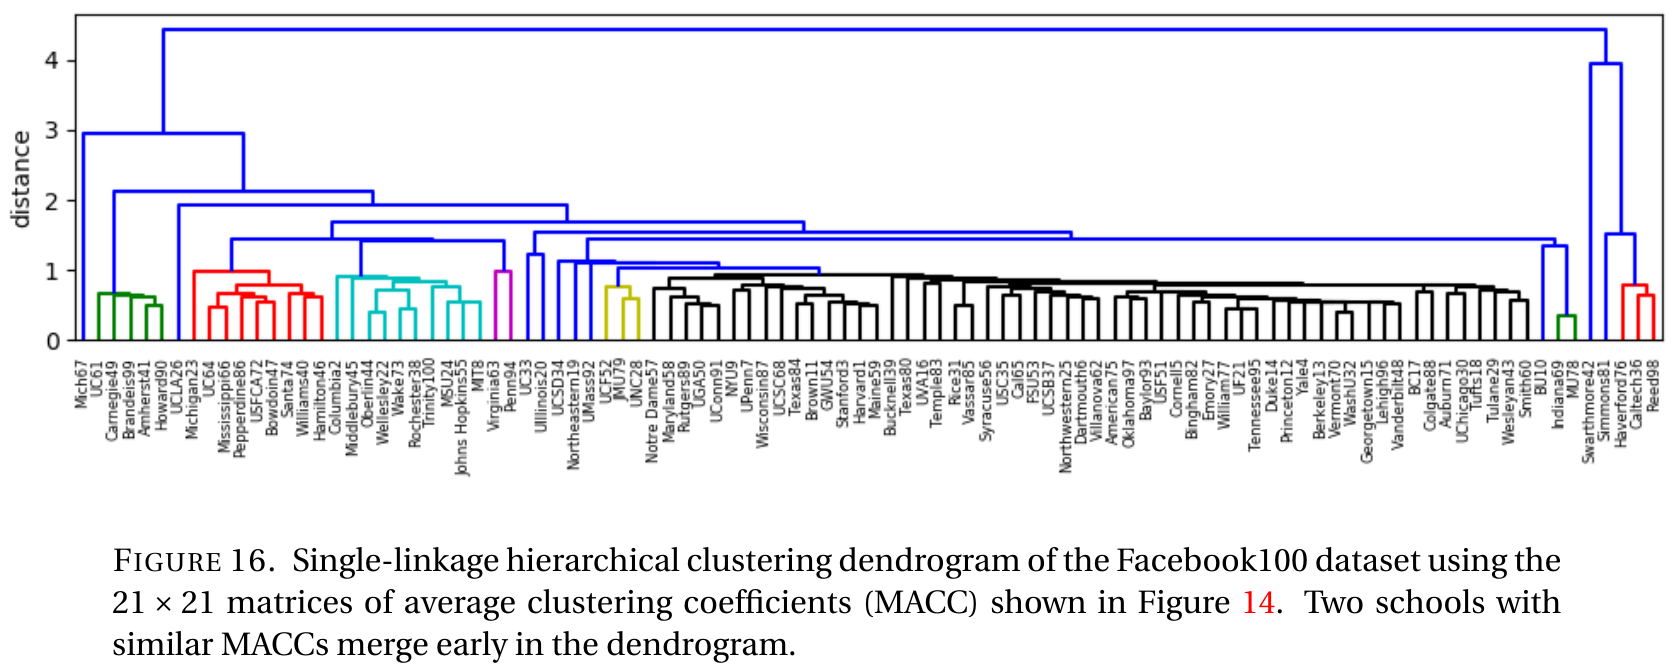 4
3
2
1
0
distance
Mich67
UC61
Carnegie49
Brandeis99
Amherst41
Howard90
UCLA26
Michigan23
UC64
Mississippi66
Pepperdine86
USFCA72
Bowdoin47
Santa74
Williams40
Hamilton46
Columbia2
Middlebury45
Oberlin44
Wellesley22
Wake73
Rochester38
Trinity100
MSU24
Johns Hopkins55
MIT8
Virginia63
Penn94
UC33
UIllinois20
UCSD34
Northeastern19
UMass92
UCF52
JMU79
UNC28
Notre Dame57
Maryland58
Rutgers89
UGA50
UConn91
NYU9
UPenn7
Wisconsin87
UCSC68
Texas84
Brown11
GWU54
Stanford3
Harvard1
Maine59
Bucknell39
Texas80
UVA16
Temple83
Rice31
Vassar85
Syracuse56
USC35
Cal65
FSU53
UCSB37
Northwestern25
Dartmouth6
Villanova62
American75
Oklahoma97
Baylor93
USF51
Cornell5
Bingham82
Emory27
William77
UF21
Tennessee95
Duke14
Princeton12
Yale4
Berkeley13
Vermont70
WashU32
Georgetown15
Lehigh96
Vanderbilt48
BC17
Colgate88
Auburn71
UChicago30
Tufts18
Tulane29
Wesleyan43
Smith60
BU10
Indiana69
MU78
Swarthmore42
Simmons81
Haverford76
Caltech36
Reed98
FIGURE 16. Single-linkage hierarchical clustering dendrogram of the Facebook100 dataset using the
21 × 21 matrices of average clustering coefficients (MACC) shown in Figure 14. Two schools with
similar MACCs merge early in the dendrogram.